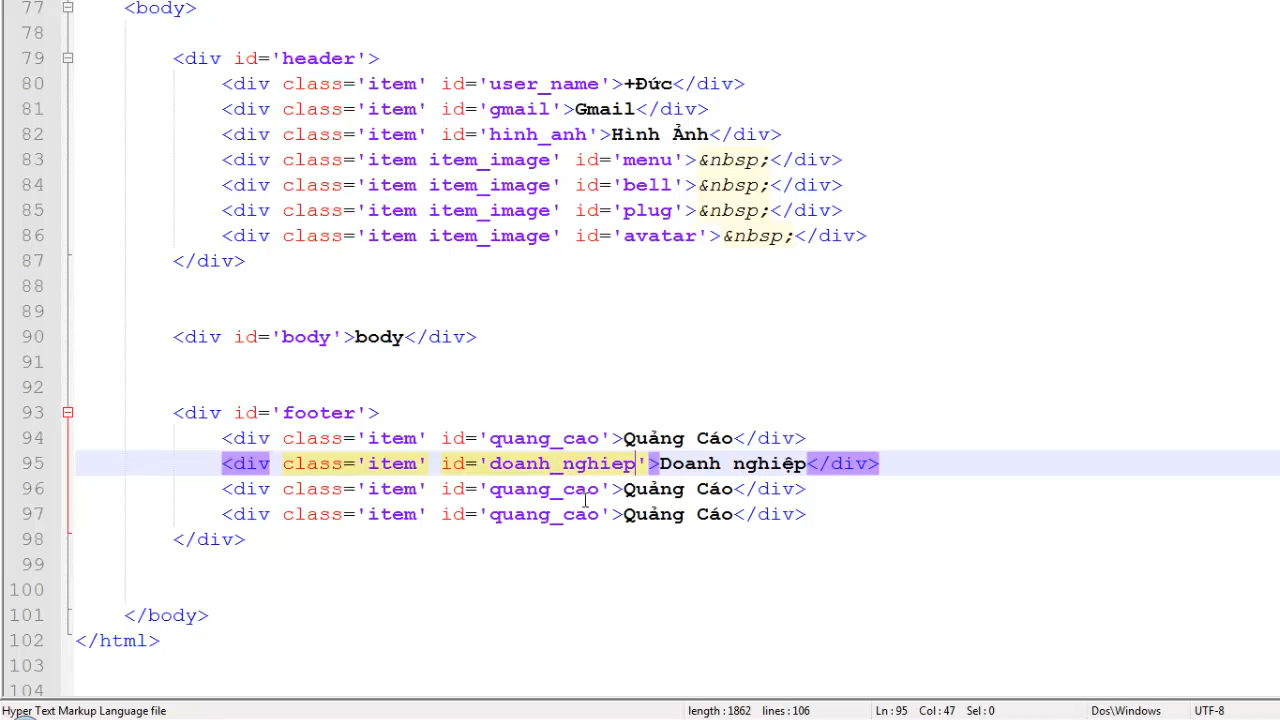 77 <body>
78
79 <div id='header'>
80 <div class='item' id='user_name'>+Đức</div>
81 <div class='item' id='gmail'>Gmail</div>
82 <div class='item' id='hinh_anh'>Hình Ảnh</div>
83 <div class='item item_image' id='menu'>&nbsp;</div>
84 <div class='item item_image' id='bell'>&nbsp;</div>
85 <div class='item item_image' id='plug'>&nbsp;</div>
86 <div class='item item_image' id='avatar'>&nbsp;</div>
87 </div>
88
89
90 <div id='body'>body</div>
91
92
93 <div id='footer'>
94 <div class='item' id='quang_cao'>Quảng Cáo</div>
95 <div class='item' id='doanh_nghiep'>Doanh nghiệp</div>
96 <div class='item' id='quang_cao'>Quảng Cáo</div>
97 <div class='item' id='quang_cao'>Quảng Cáo</div>
98 </div>
99
100
101 </body>
102 </html>
103
104
Hyper Text Markup Language file length : 1862 lines : 106 Ln : 95 Col : 47 Sel : 0 Dos\Windows UTF-8